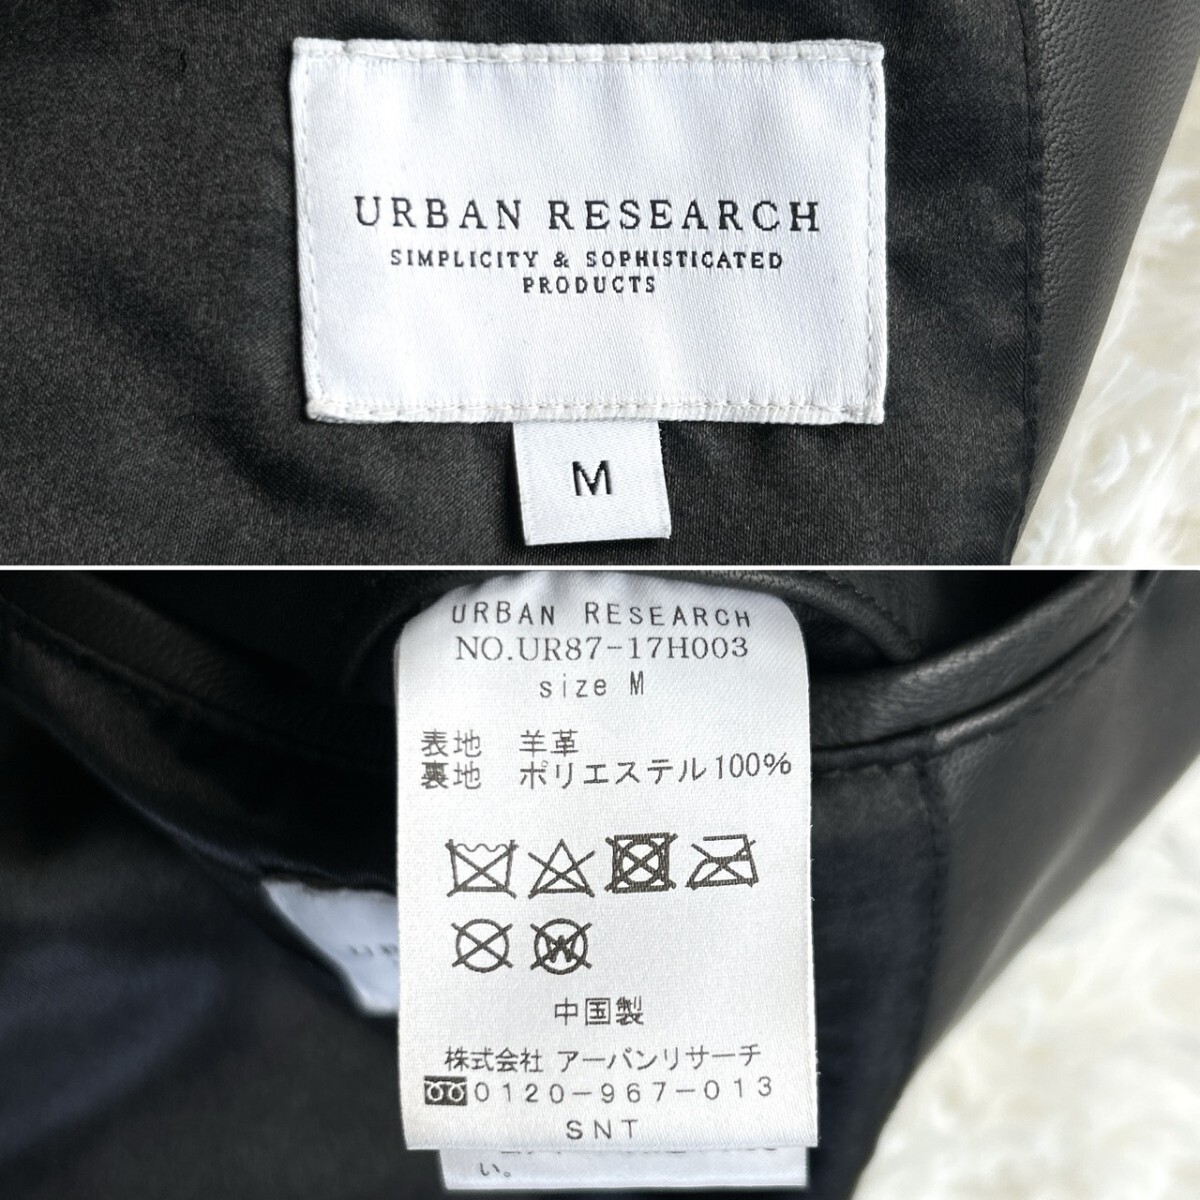 URBAN RESEARCH
SIMPLICITY & SOPHISTICATED
PRODUCTS
M
URBAN RESEARCH
NO.UR87-17H003
size M
表地 羊革
裏地 ポリエステル100%
W
中国製
株式会社 アーバンリサーチ
0120-967-013
SNT
い。